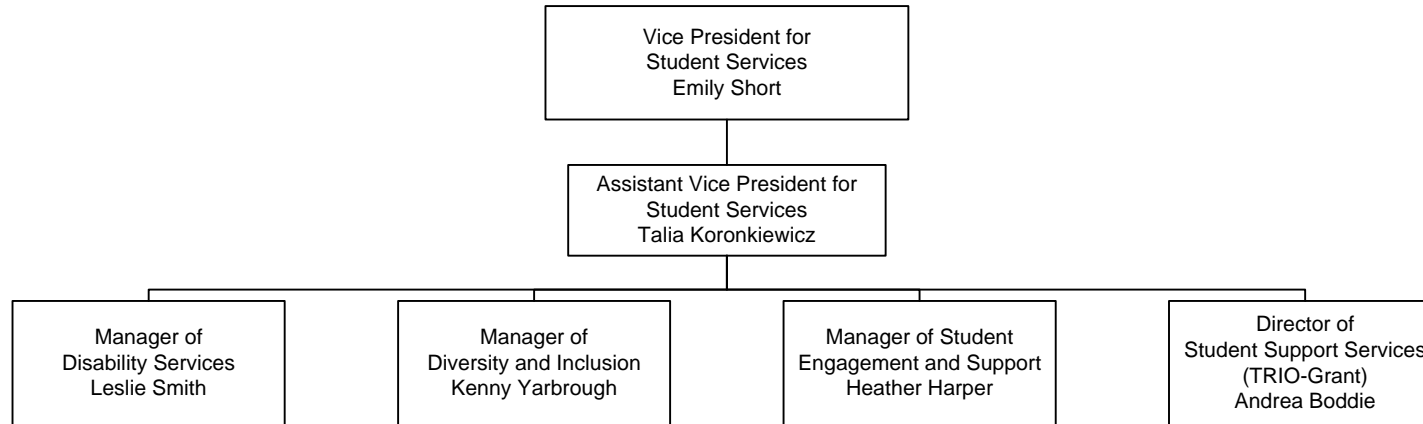 Vice President for
Student Services
Emily Short
Assistant Vice President for
Student Services
Talia Koronkiewicz
Manager of
Disability Services
Leslie Smith
Manager of
Diversity and Inclusion
Kenny Yarbrough
Manager of Student
Engagement and Support
Heather Harper
Director of
Student Support Services
(TRIO-Grant)
Andrea Boddie